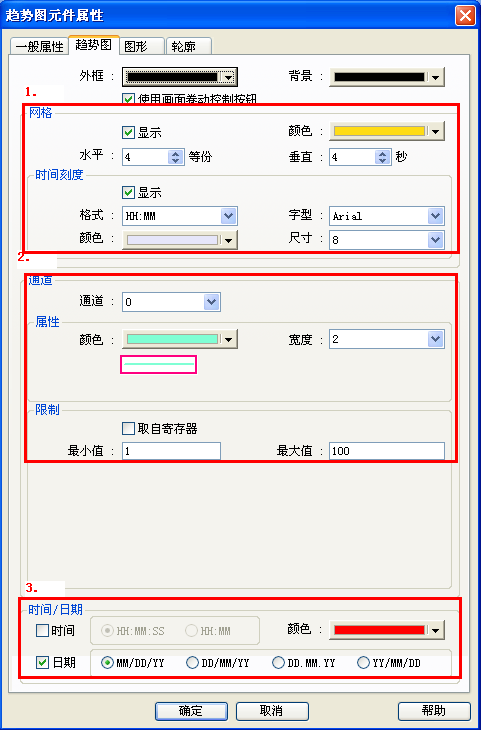 趋势图元件属性
一般属性 趋势图 图形 轮廓
外框： 背景：
使用画面卷动控制按钮
1.
网格
显示 颜色：
水平： 4 等份 垂直： 4 秒
时间刻度
显示
格式： HH:MM 字型： Arial
颜色： 尺寸： 8
2.
通道
通道： 0
属性
颜色： 宽度： 2
限制
取自寄存器
最小值： 1 最大值： 100
3.
时间/日期
时间 HH:MM:SS HH:MM 颜色：
日期 MM/DD/YY DD/MM/YY DD.MM.YY YY/MM/DD
确定 取消 帮助